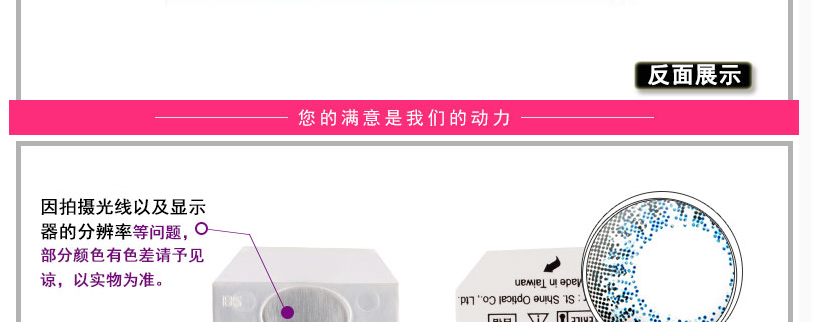 反面展示
您的满意是我们的动力
因拍摄光线以及显示
器的分辨率等问题，
部分颜色有色差请予见
谅，以实物为准。
Made in Taiwan
: St. Shine Optical Co., Ltd.